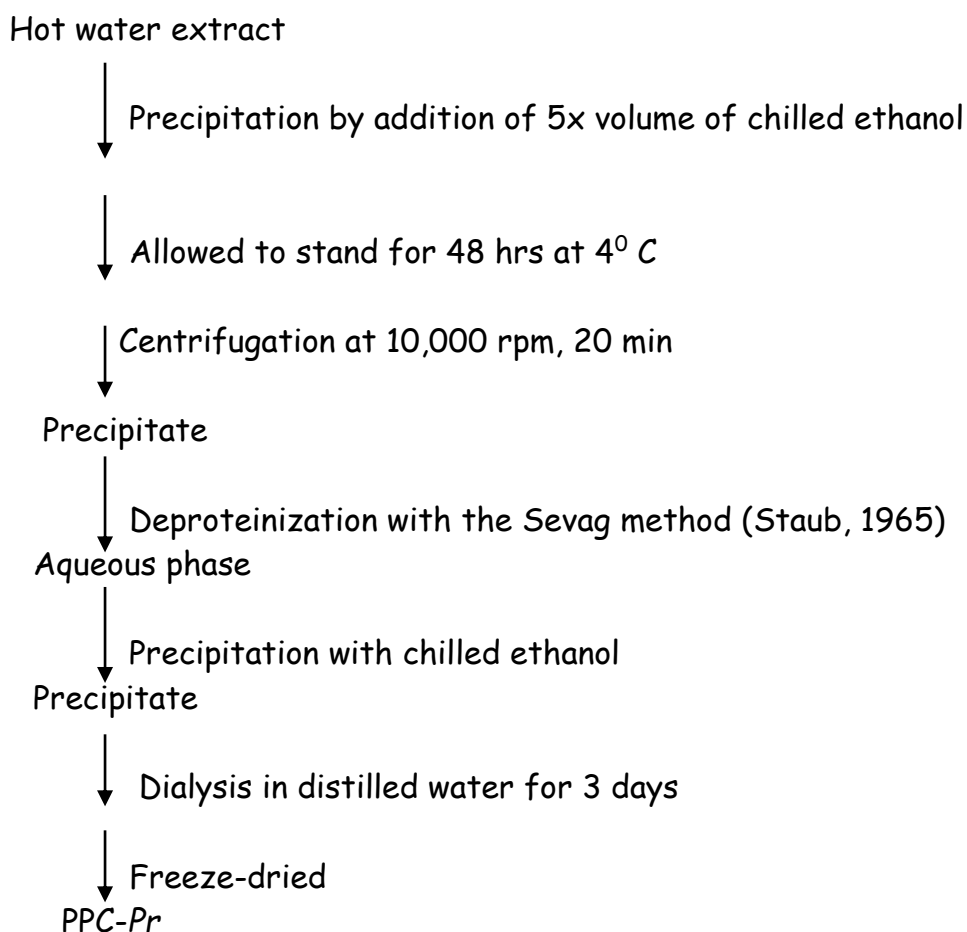 Hot water extract
Precipitation by addition of 5x volume of chilled ethanol
Allowed to stand for 48 hrs at 4⁰ C
Centrifugation at 10,000 rpm, 20 min
Precipitate
Deproteinization with the Sevag method (Staub, 1965)
Aqueous phase
Precipitation with chilled ethanol
Precipitate
Dialysis in distilled water for 3 days
Freeze-dried
PPC-Pr